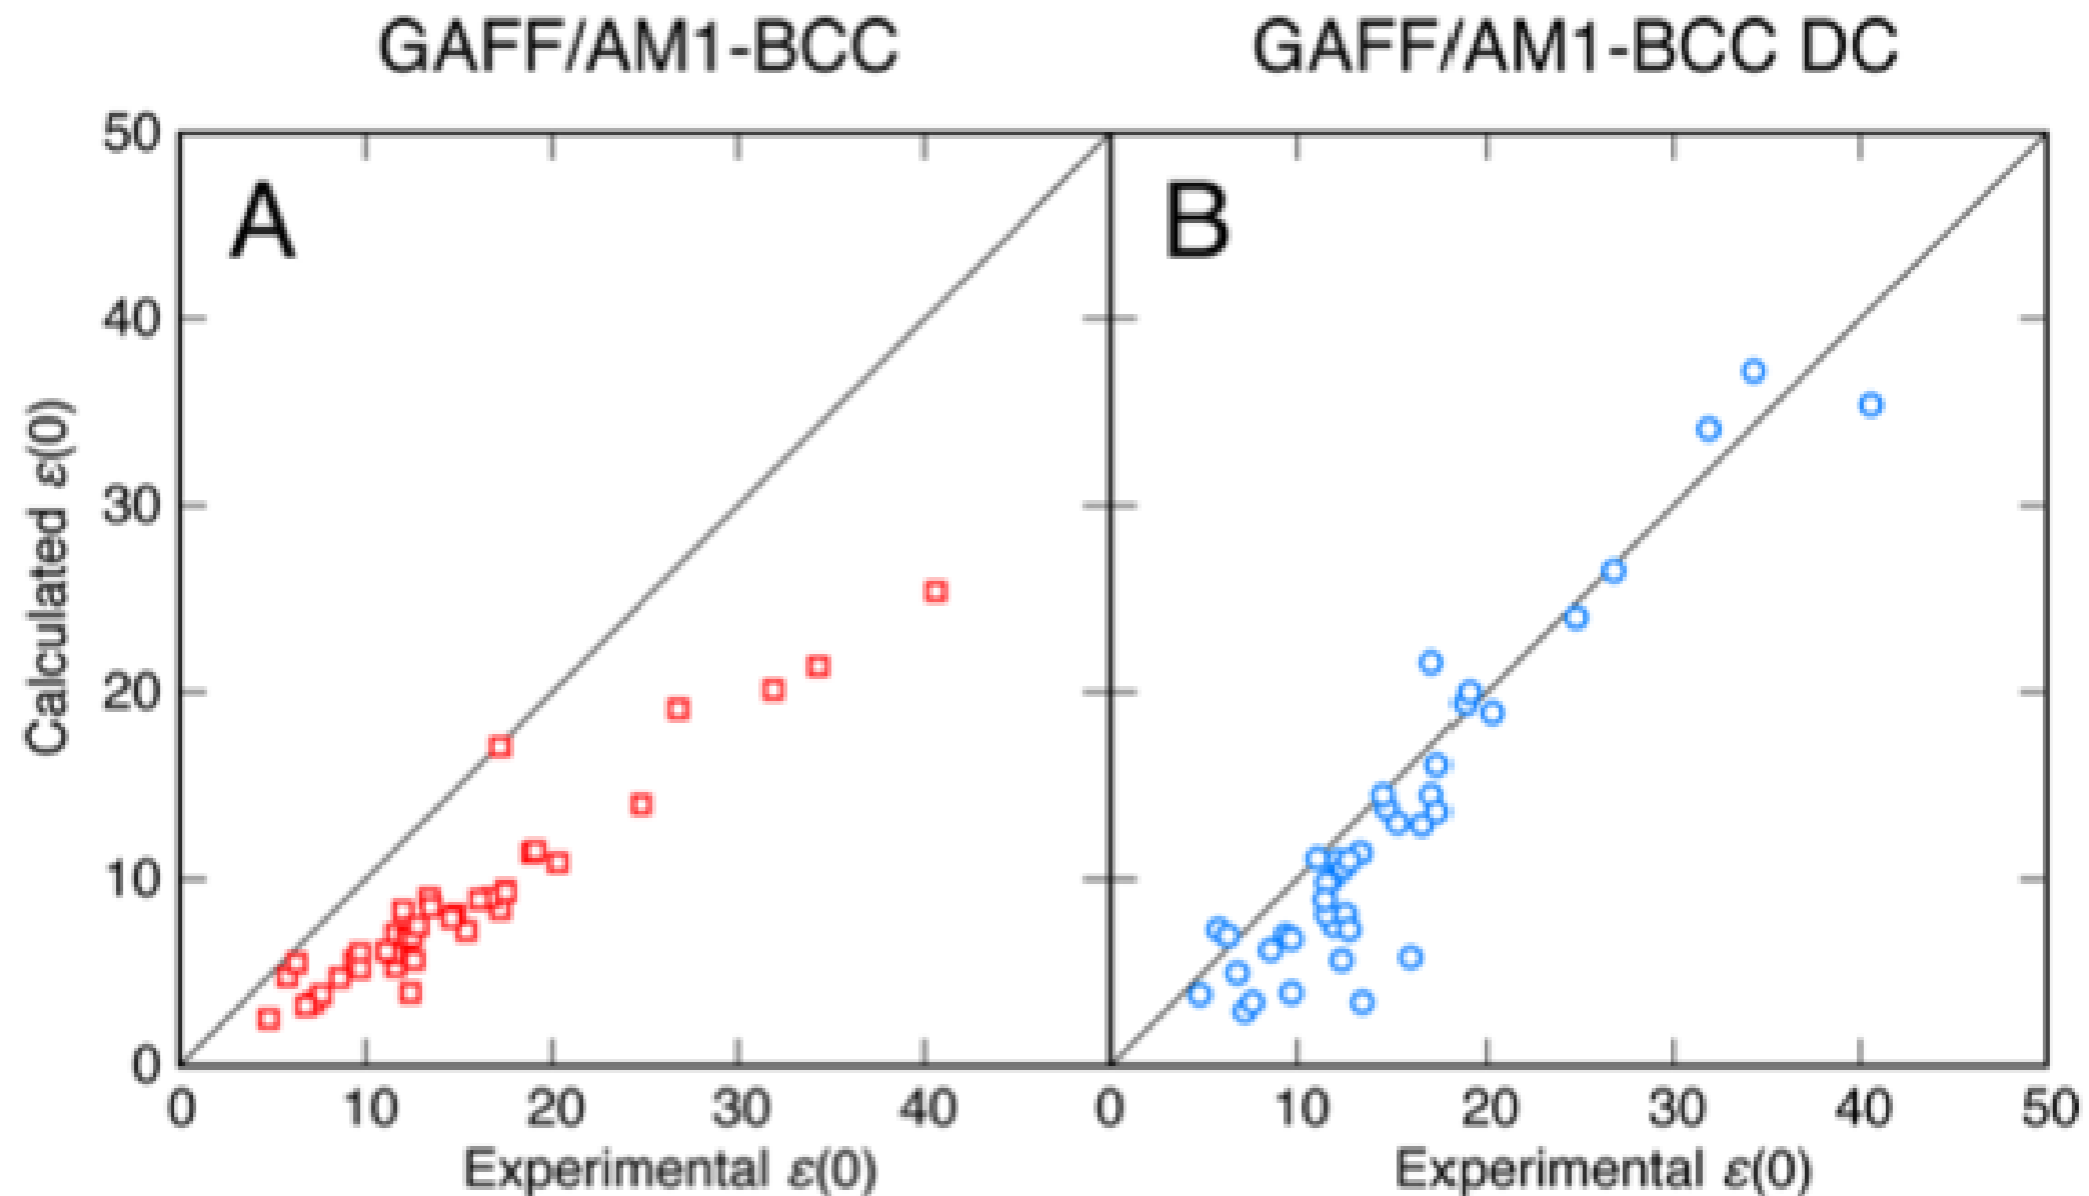 GAFF/AM1-BCC GAFF/AM1-BCC DC
50
A B
40
30
20
10
0
Calculated ε(0)
0 10 20 30 40 0 10 20 30 40 50
Experimental ε(0) Experimental ε(0)